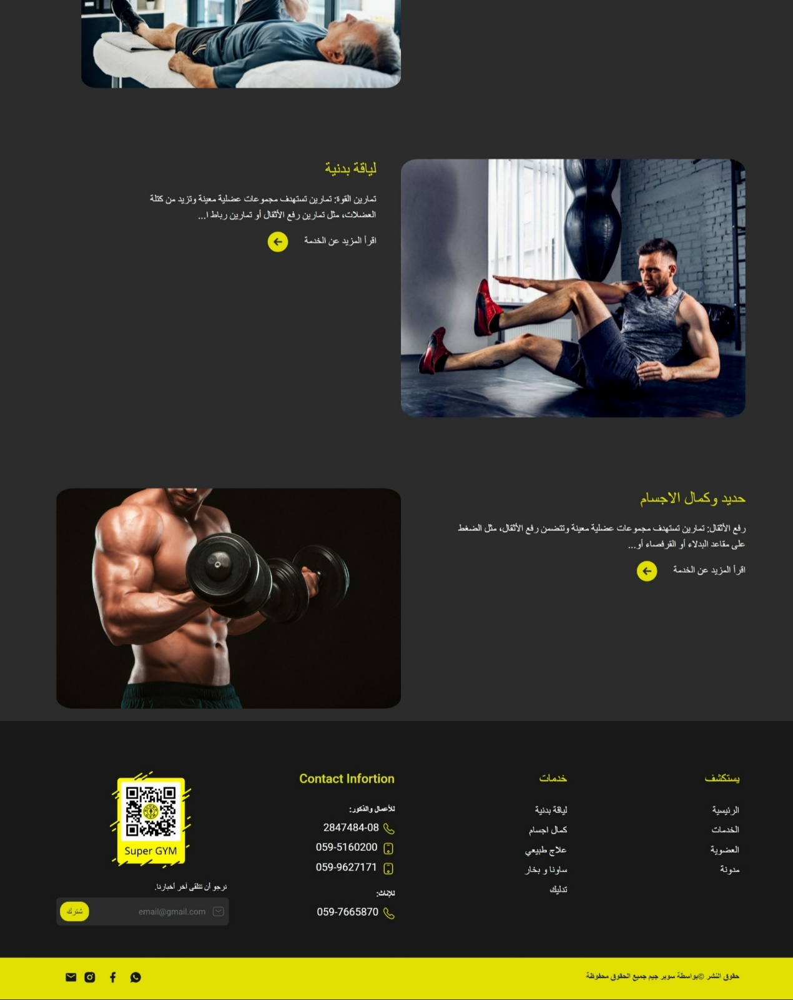 لياقة بدنية
تمارين القوة: تمارين تستهدف مجموعات عضلية معينة وتزيد من كتلة
العضلات، مثل تمارين رفع الأثقال أو تمارين رباط ا...
اقرأ المزيد عن الخدمة
حديد وكمال الاجسام
رفع الأثقال: تمارين تستهدف مجموعات عضلية معينة وتتضمن رفع الأثقال، مثل الضغط
على مقاعد البدلاء أو القرفصاء أو...
اقرأ المزيد عن الخدمة
يستكشف
الرئيسية
الخدمات
العضوية
مدونة
خدمات
لياقة بدنية
كمال اجسام
علاج طبيعي
ساونا و بخار
تدليك
Contact Infortion
للأعمال والذكور:
2847484-08
059-5160200
059-9627171
للإناث:
059-7665870
Super GYM
نرجو أن تتلقى آخر أخبارنا.
email@gmail.com
شترك
حقوق النشر ©بواسطة سوبر جيم جميع الحقوق محفوظة